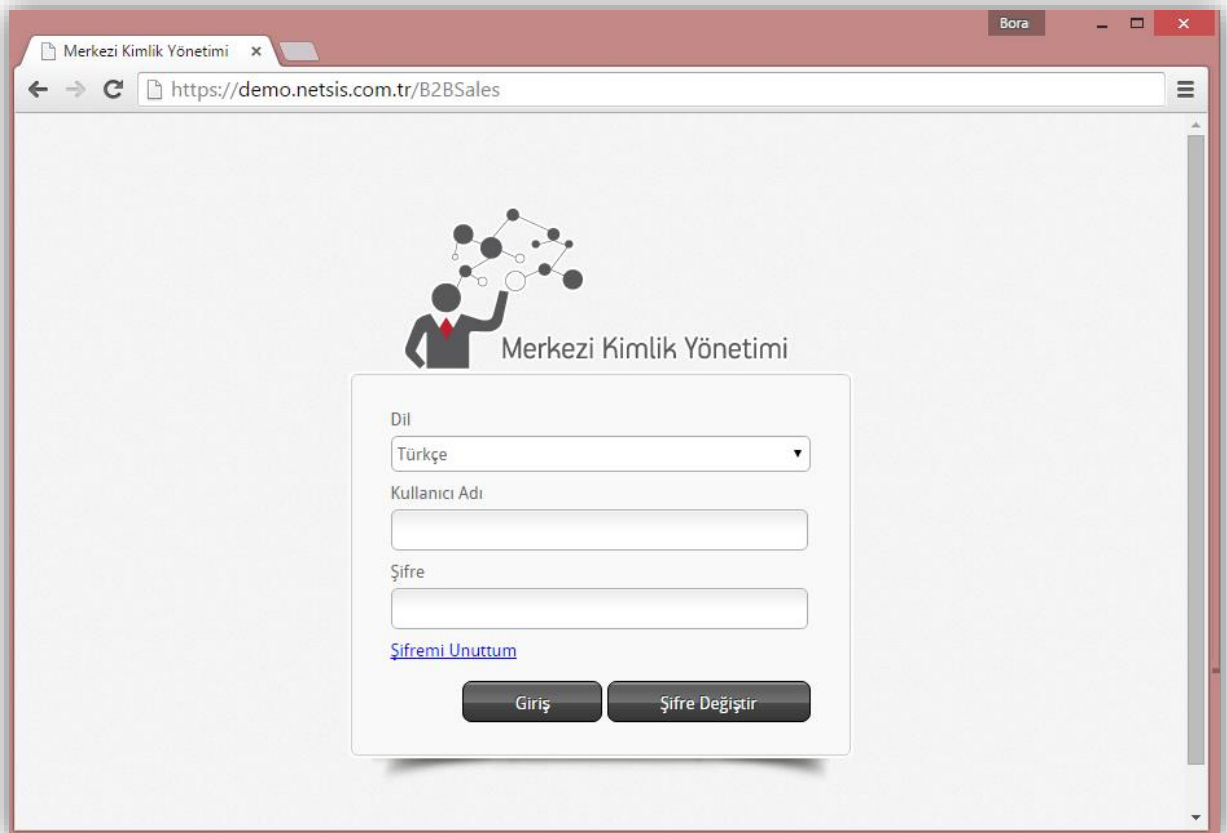 Bora
Merkezi Kimlik Yönetimi
https://demo.netsis.com.tr/B2BSales
Merkezi Kimlik Yönetimi
Dil
Türkçe
Kullanıcı Adı
Şifre
Şifremi Unuttum
Giriş Şifre Değiştir